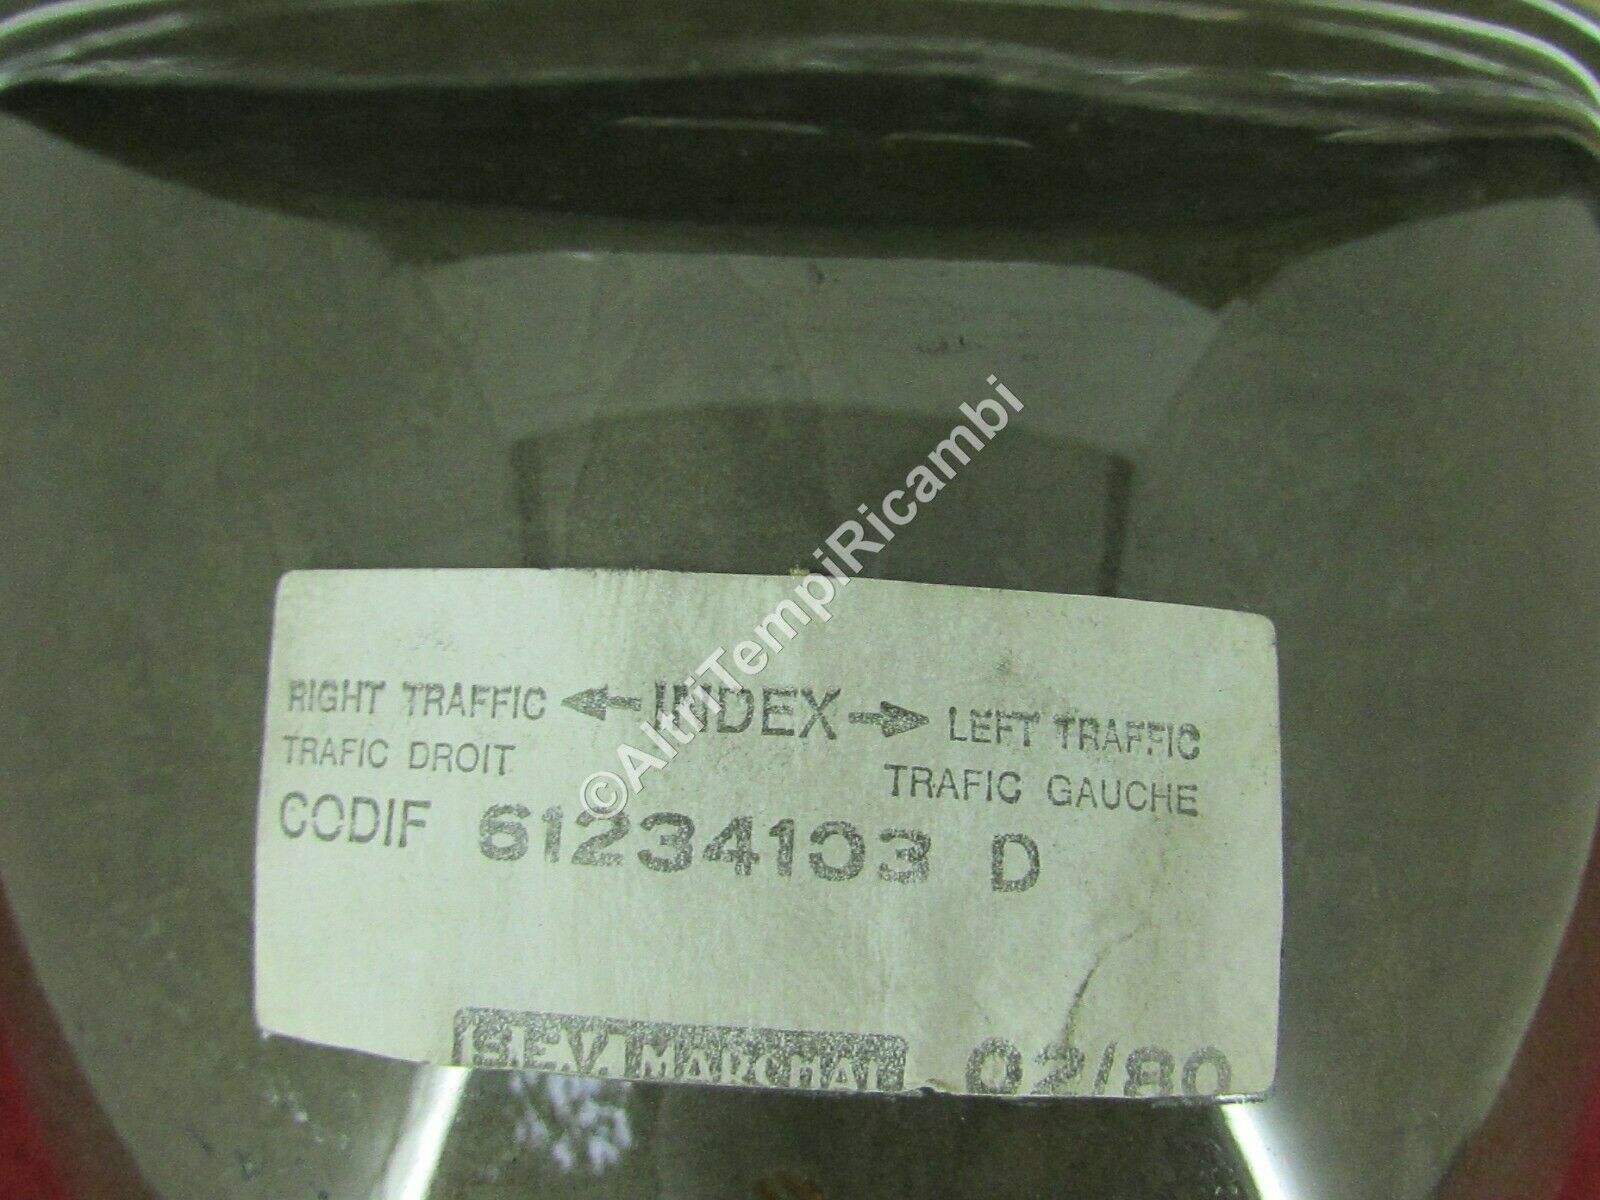 RIGHT TRAFFIC ← INDEX → LEFT TRAFFIC
TRAFIC DROIT TRAFIC GAUCHE
CODIF 61234103 D
S.E.V. MARCHAL 02/80
©AltriTempiRicambi